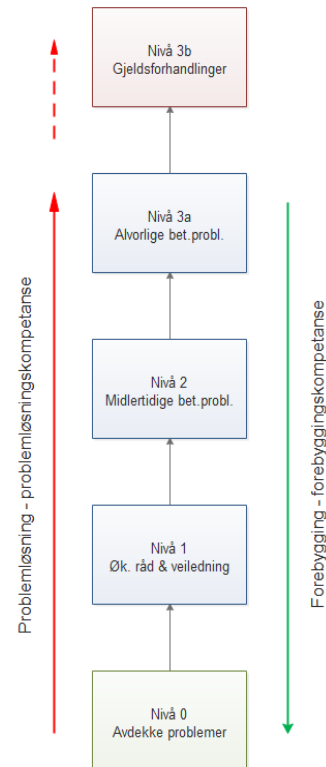 Nivå 3b
Gjeldsforhandlinger
Nivå 3a
Alvorlige bet.probl.
Nivå 2
Midlertidige bet.probl.
Nivå 1
Øk. råd & veiledning
Nivå 0
Avdekke problemer
Problemløsning - problemløsningskompetanse
Forebygging - forebyggingskompetanse